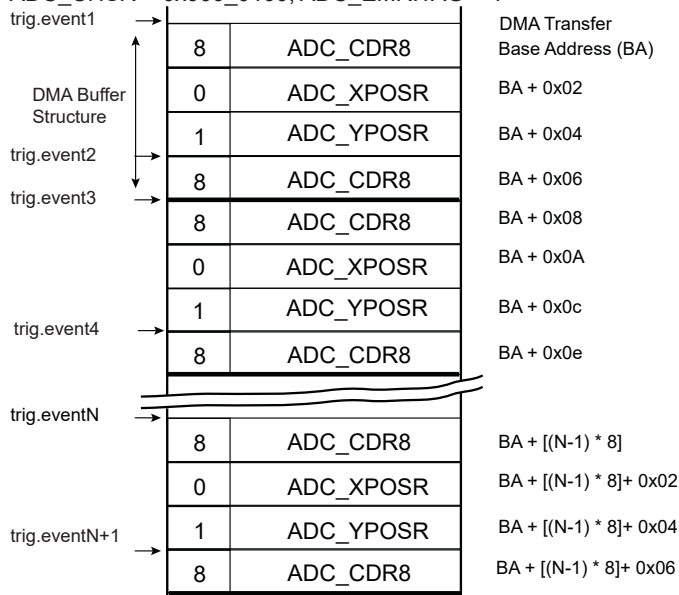 trig.event1
DMA Transfer
8 ADC_CDR8 Base Address (BA)
DMA Buffer
Structure
0 ADC_XPOSR BA + 0x02
1 ADC_YPOSR BA + 0x04
trig.event2
8 ADC_CDR8 BA + 0x06
trig.event3
8 ADC_CDR8 BA + 0x08
0 ADC_XPOSR BA + 0x0A
1 ADC_YPOSR BA + 0x0c
trig.event4
8 ADC_CDR8 BA + 0x0e
trig.eventN
8 ADC_CDR8 BA + [(N-1) * 8]
0 ADC_XPOSR BA + [(N-1) * 8]+ 0x02
1 ADC_YPOSR BA + [(N-1) * 8]+ 0x04
trig.eventN+1
8 ADC_CDR8 BA + [(N-1) * 8]+ 0x06